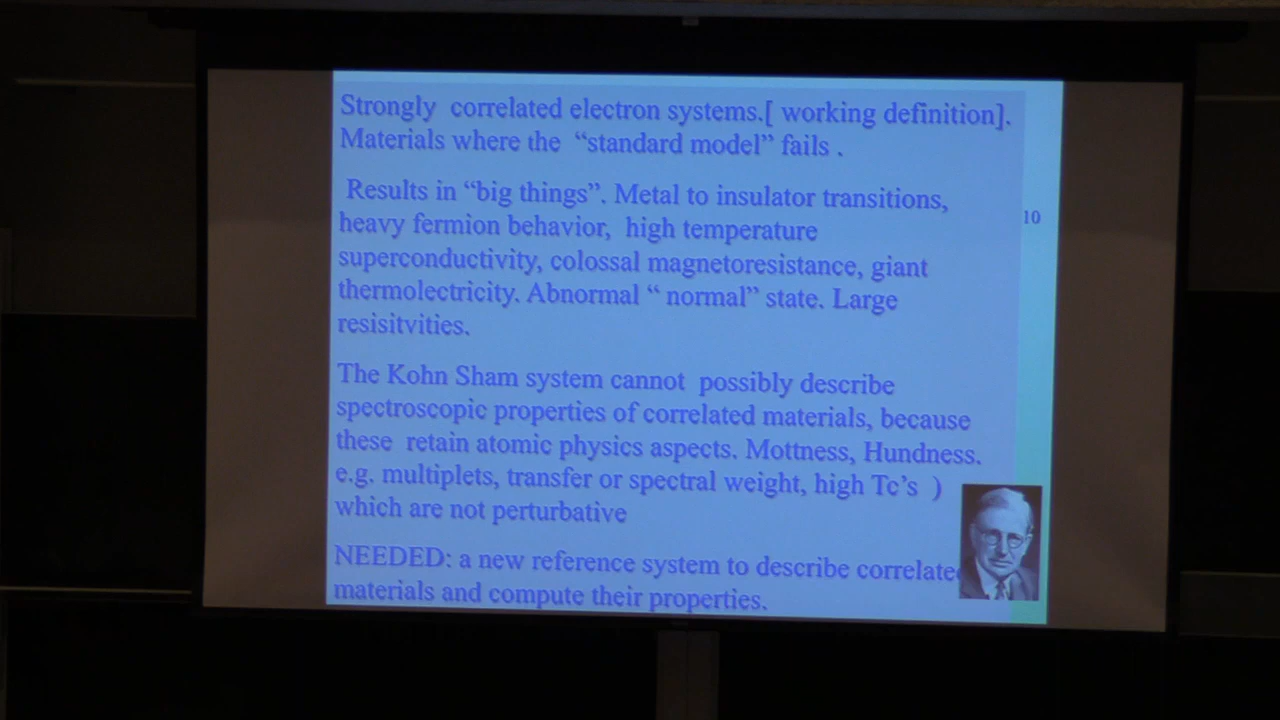 Strongly correlated electron systems.[ working definition].
Materials where the “standard model” fails .
Results in “big things”. Metal to insulator transitions,
10
heavy fermion behavior, high temperature
superconductivity, colossal magnetoresistance, giant
thermolectricity. Abnormal “ normal” state. Large
resisitvities.
The Kohn Sham system cannot possibly describe
spectroscopic properties of correlated materials, because
these retain atomic physics aspects. Mottness, Hundness.
e.g. multiplets, transfer or spectral weight, high Tc’s )
which are not perturbative
NEEDED: a new reference system to describe correlated
materials and compute their properties.